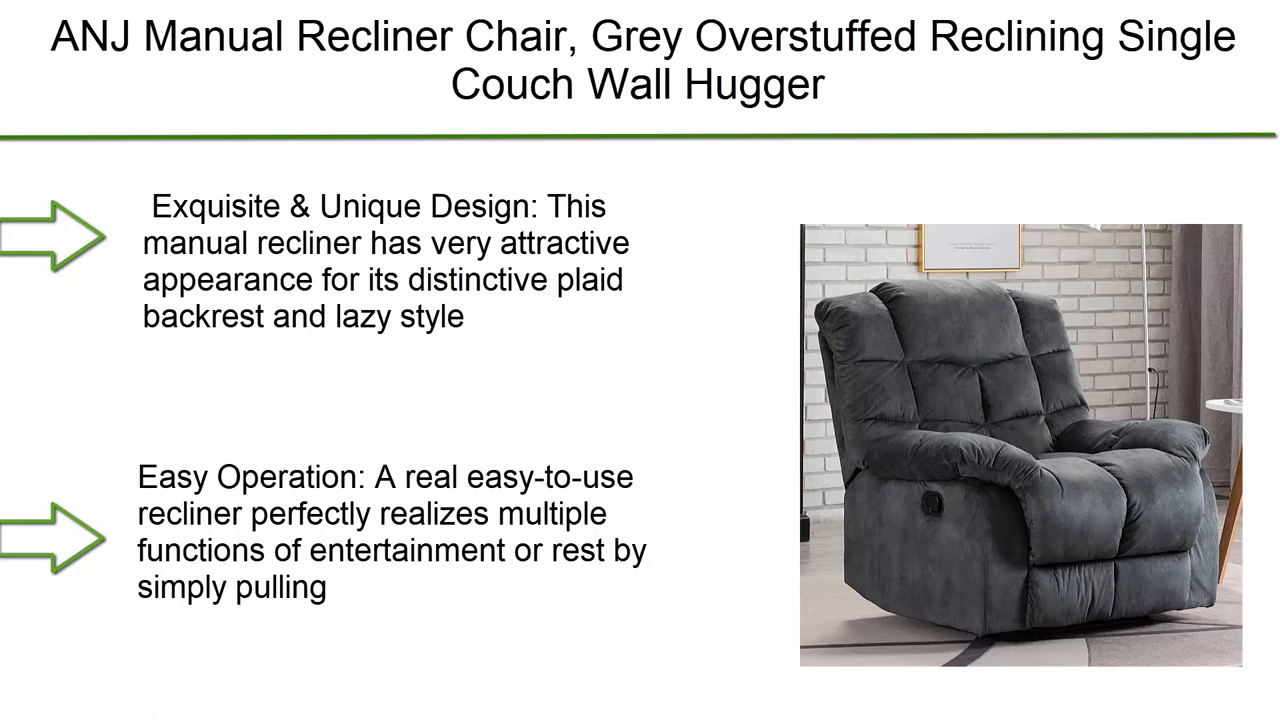 ANJ Manual Recliner Chair, Grey Overstuffed Reclining Single
Couch Wall Hugger
Exquisite & Unique Design: This
manual recliner has very attractive
appearance for its distinctive plaid
backrest and lazy style
Easy Operation: A real easy-to-use
recliner perfectly realizes multiple
functions of entertainment or rest by
simply pulling